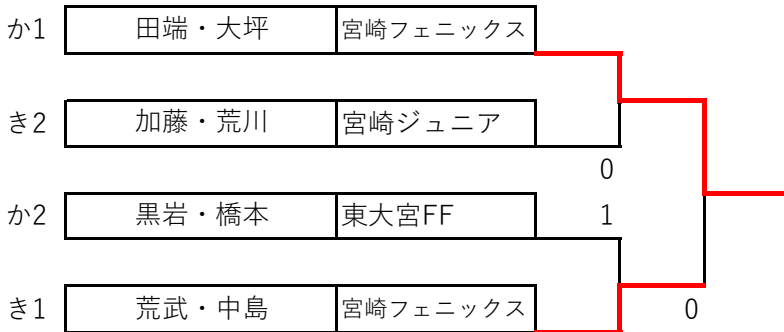 か1 田端・大坪 宮崎フェニックス
き2 加藤・荒川 宮崎ジュニア
0
か2 黒岩・橋本 東大宮FF 1
き1 荒武・中島 宮崎フェニックス 0